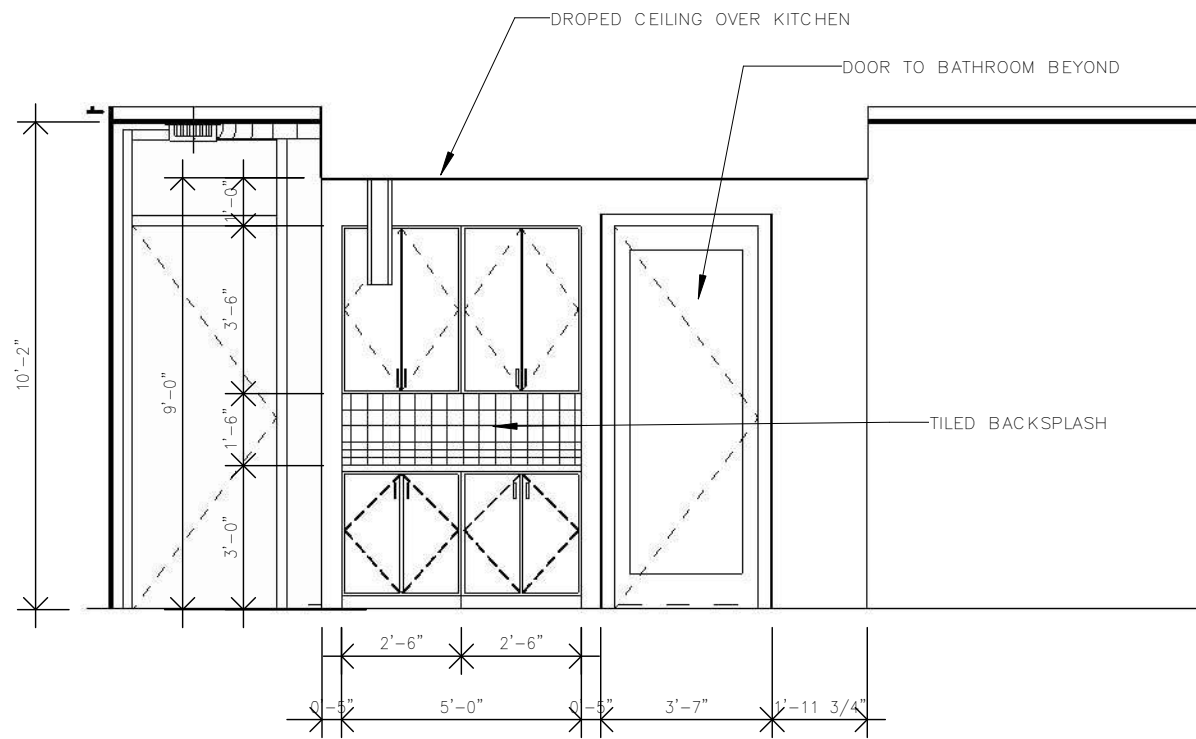 DROPED CEILING OVER KITCHEN
DOOR TO BATHROOM BEYOND
1'-0"
3'-6"
10'-2"
9'-0"
1'-6"
TILED BACKSPLASH
3'-0"
2'-6" 2'-6"
0'-5" 5'-0" 0'-5" 3'-7" 1'-11 3/4"